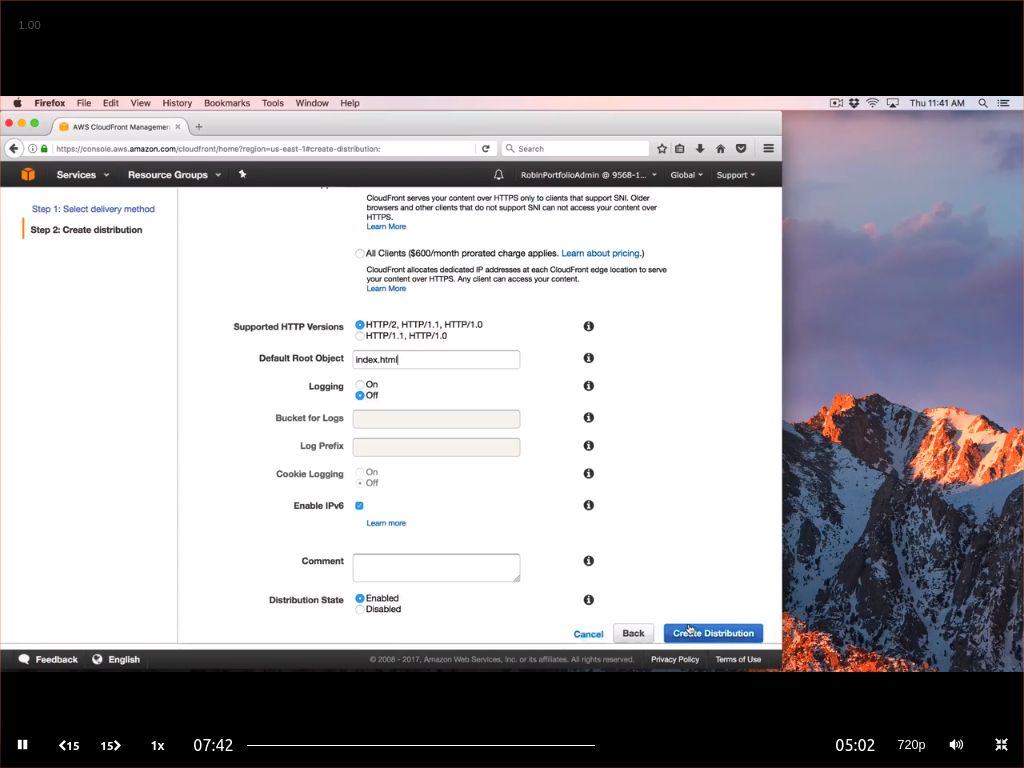 1.00
Firefox File Edit View History Bookmarks Tools Window Help Thu 11:41 AM
AWS CloudFront Managemen
https://console.aws.amazon.com/cloudfront/home?region=us-east-1#create-distribution: Search
Services Resource Groups RobinPortfolioAdmin @ 9568-1... Global Support
Step 1: Select delivery method
Step 2: Create distribution
CloudFront serves your content over HTTPS only to clients that support SNI. Older
browsers and other clients that do not support SNI can not access your content over
HTTPS.
Learn More
All Clients ($600/month prorated charge applies. Learn about pricing.)
CloudFront allocates dedicated IP addresses at each CloudFront edge location to serve
your content over HTTPS. Any client can access your content.
Learn More
Supported HTTP Versions HTTP/2, HTTP/1.1, HTTP/1.0
HTTP/1.1, HTTP/1.0
Default Root Object index.html
Logging On
Off
Bucket for Logs
Log Prefix
Cookie Logging On
Off
Enable IPv6
Learn more
Comment
Distribution State Enabled
Disabled
Cancel Back Create Distribution
Feedback English © 2008 - 2017, Amazon Web Services, Inc. or its affiliates. All rights reserved. Privacy Policy Terms of Use
15 15 1x 07:42 05:02 720p